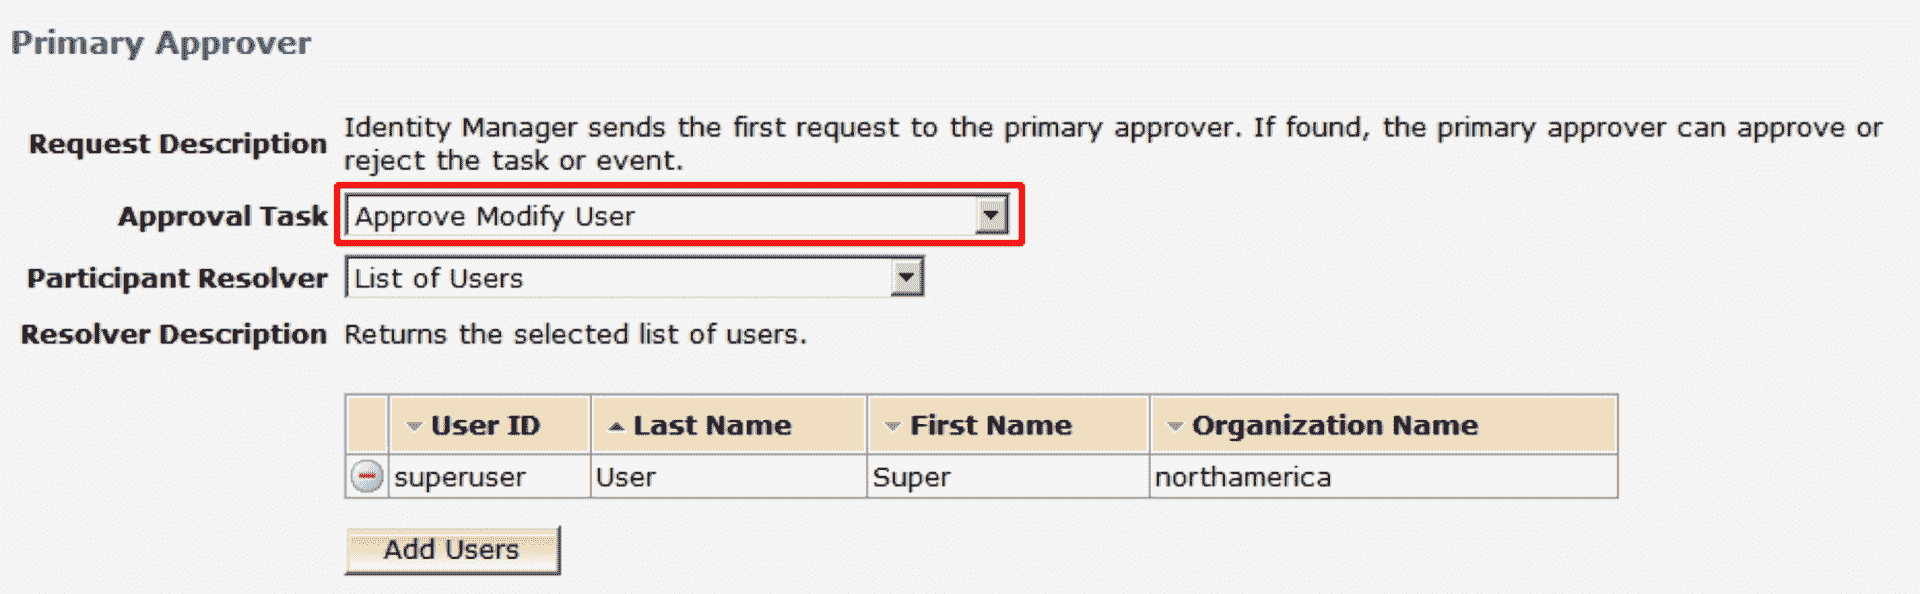 Primary Approver
Request Description
Identity Manager sends the first request to the primary approver. If found, the primary approver can approve or
reject the task or event.
Approval Task Approve Modify User
Participant Resolver List of Users
Resolver Description Returns the selected list of users.
User ID Last Name First Name Organization Name
superuser User Super northamerica
Add Users